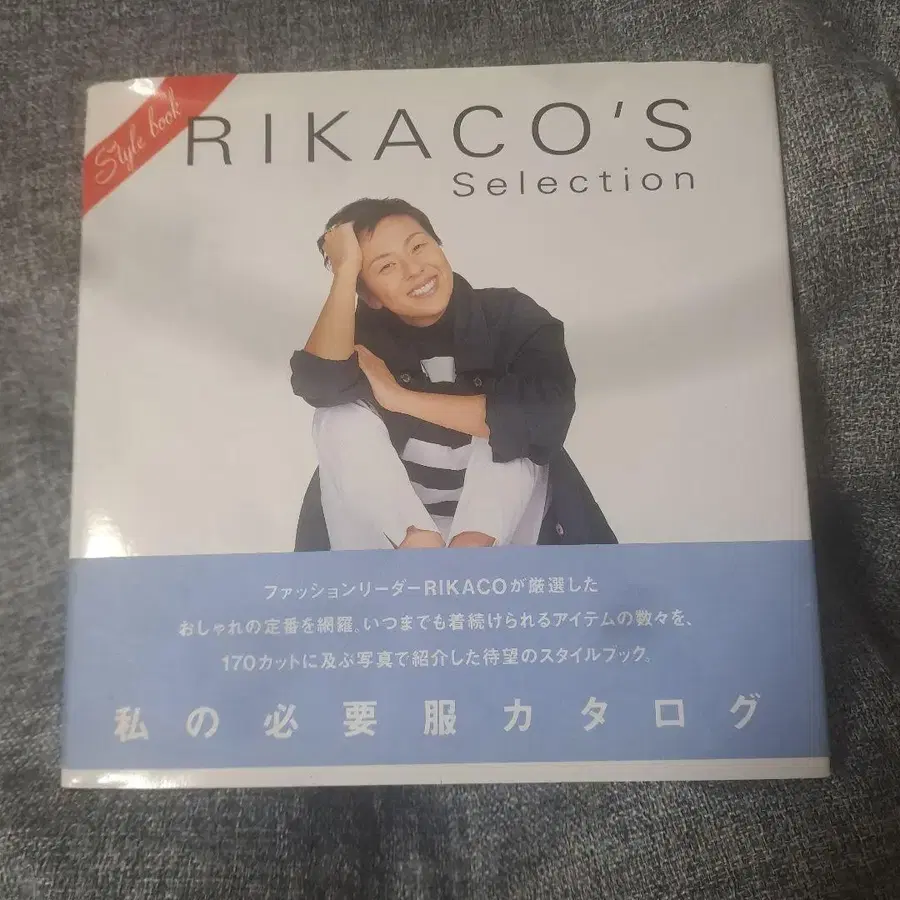 Style book
RIKACO'S
Selection
ファッションリーダーRIKACOが厳選した
おしゃれの定番を網羅。いつまでも着続けられるアイテムの数々を、
170カットに及ぶ写真で紹介した待望のスタイルブック。
私の必要服カタログ